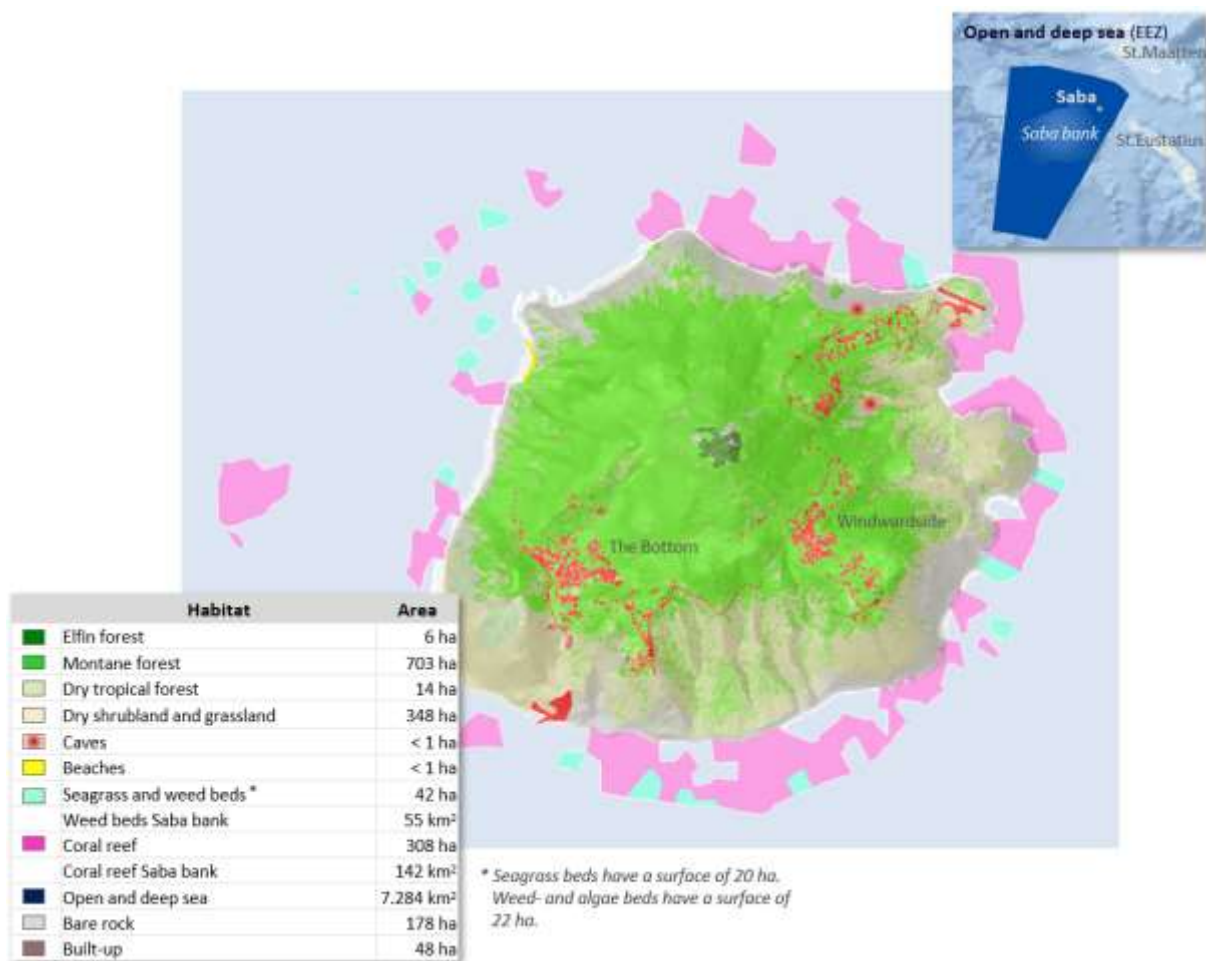 Open and deep sea (EEZ)
St.Maarten
Saba
Saba bank
St.Eustatius
Windwardside
The Bottom
Habitat Area
Elfin forest 6 ha
Montane forest 703 ha
Dry tropical forest 14 ha
Dry shrubland and grassland 348 ha
Caves < 1 ha
Beaches < 1 ha
Seagrass and weed beds * 42 ha
Weed beds Saba bank 55 km²
Coral reef 308 ha
Coral reef Saba bank 142 km²
Open and deep sea 7.284 km²
Bare rock 178 ha
Built-up 48 ha
* Seagrass beds have a surface of 20 ha.
Weed- and algae beds have a surface of
22 ha.